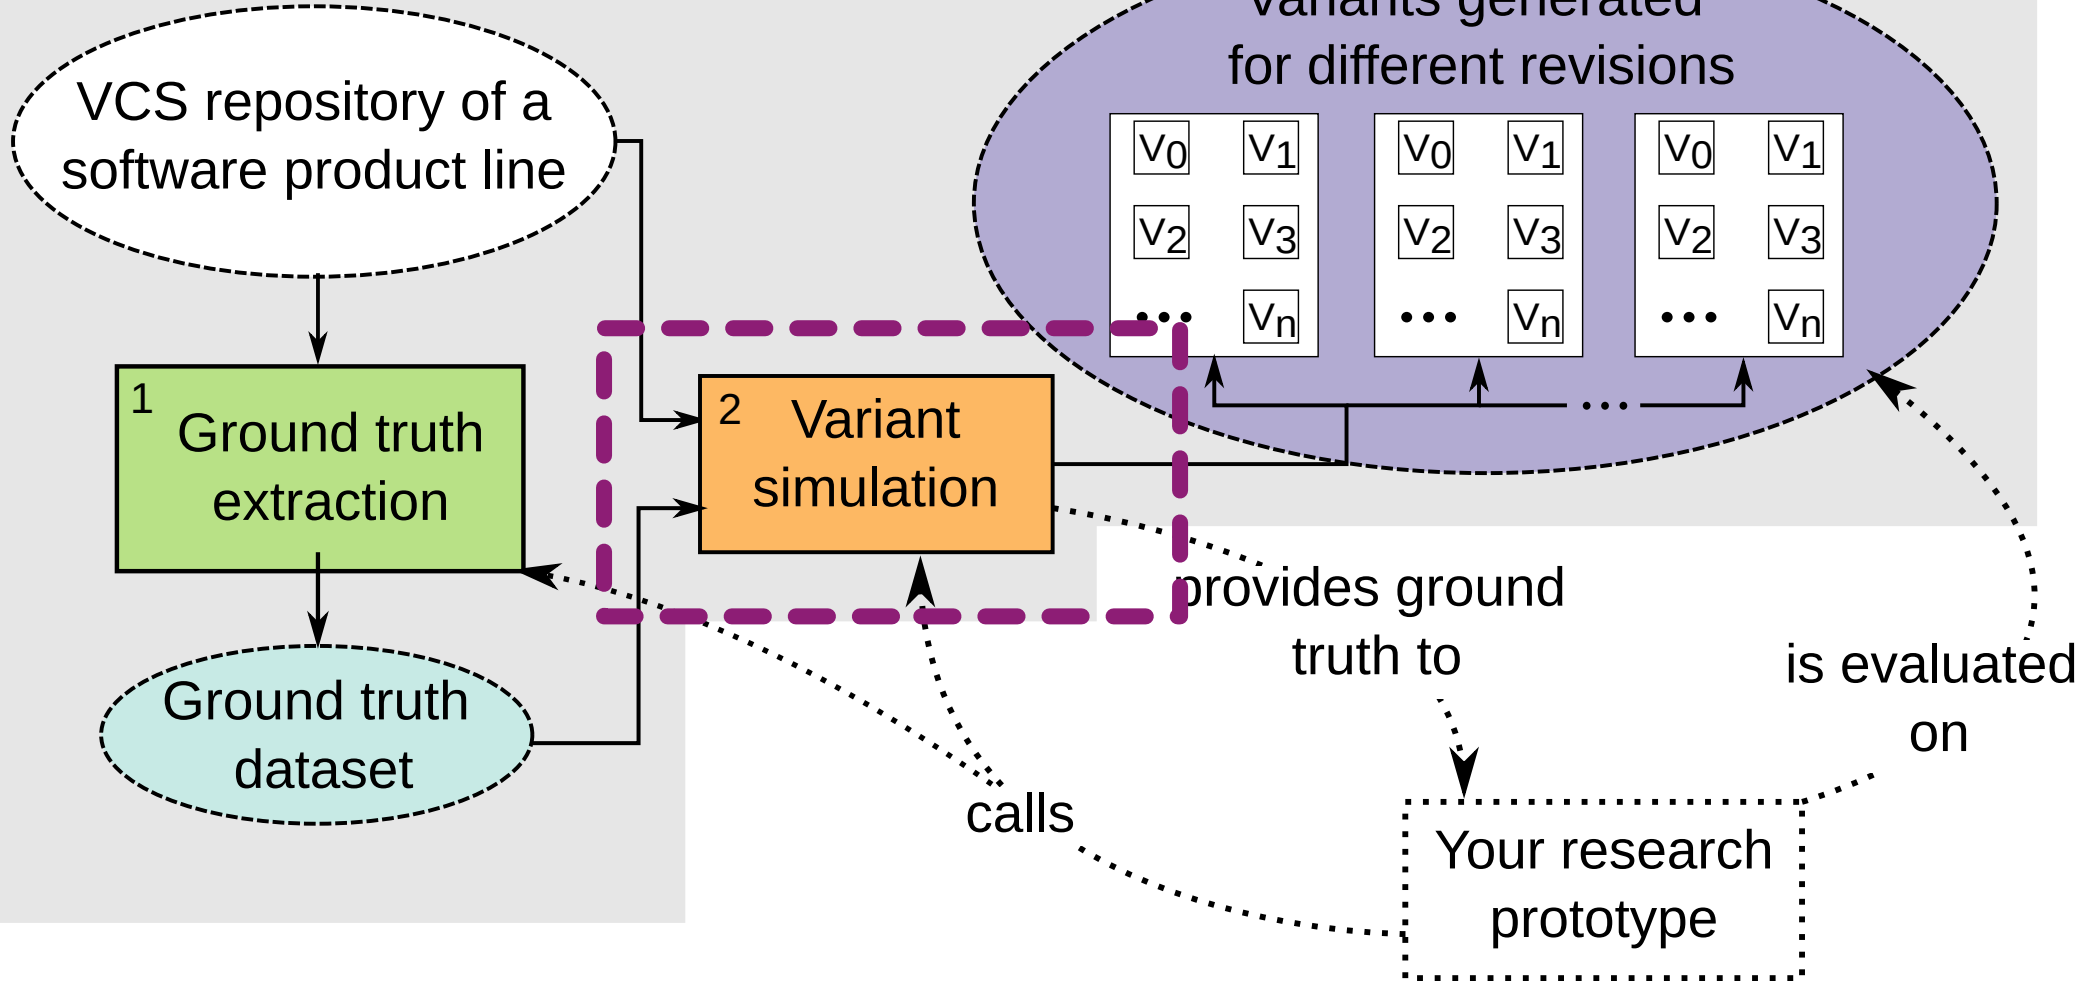 variants generated
for different revisions
VCS repository of a
software product line
V0 V1 V0 V1 V0 V1
V2 V3 V2 V3 V2 V3
... Vn ... Vn ... Vn
...
1
Ground truth
extraction
2
Variant
simulation
provides ground
truth to
is evaluated
on
Ground truth
dataset
calls
Your research
prototype